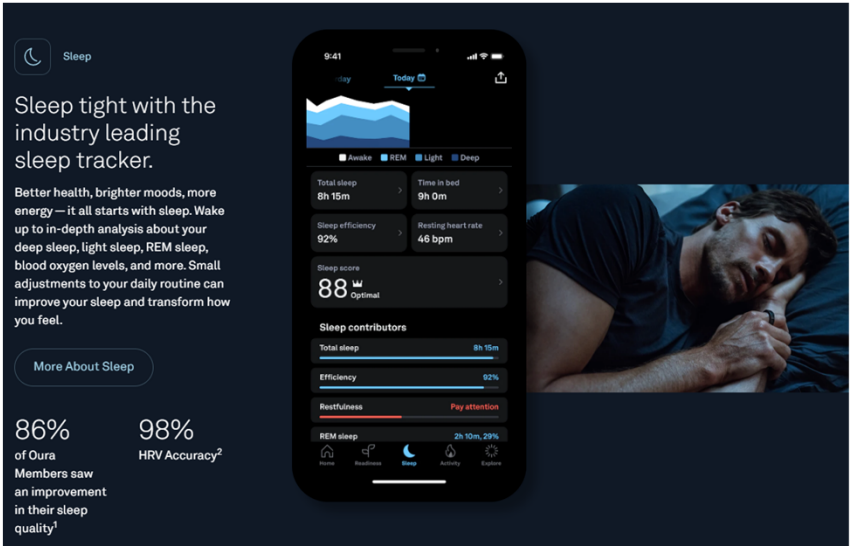 Sleep
Sleep tight with the
industry leading
sleep tracker.
Better health, brighter moods, more
energy — it all starts with sleep. Wake
up to in-depth analysis about your
deep sleep, light sleep, REM sleep,
blood oxygen levels, and more. Small
adjustments to your daily routine can
improve your sleep and transform how
you feel.
More About Sleep
86%
of Oura
Members saw
an improvement
in their sleep
quality1
98%
HRV Accuracy2
9:41
day
Today
Awake REM Light Deep
Total sleep
8h 15m
Time in bed
9h 0m
Sleep efficiency
92%
Resting heart rate
46 bpm
Sleep score
88 Optimal
Sleep contributors
Total sleep 8h 15m
Efficiency 92%
Restfulness Pay attention
REM sleep 2h 10m, 29%
Home Readiness Sleep Activity Explore